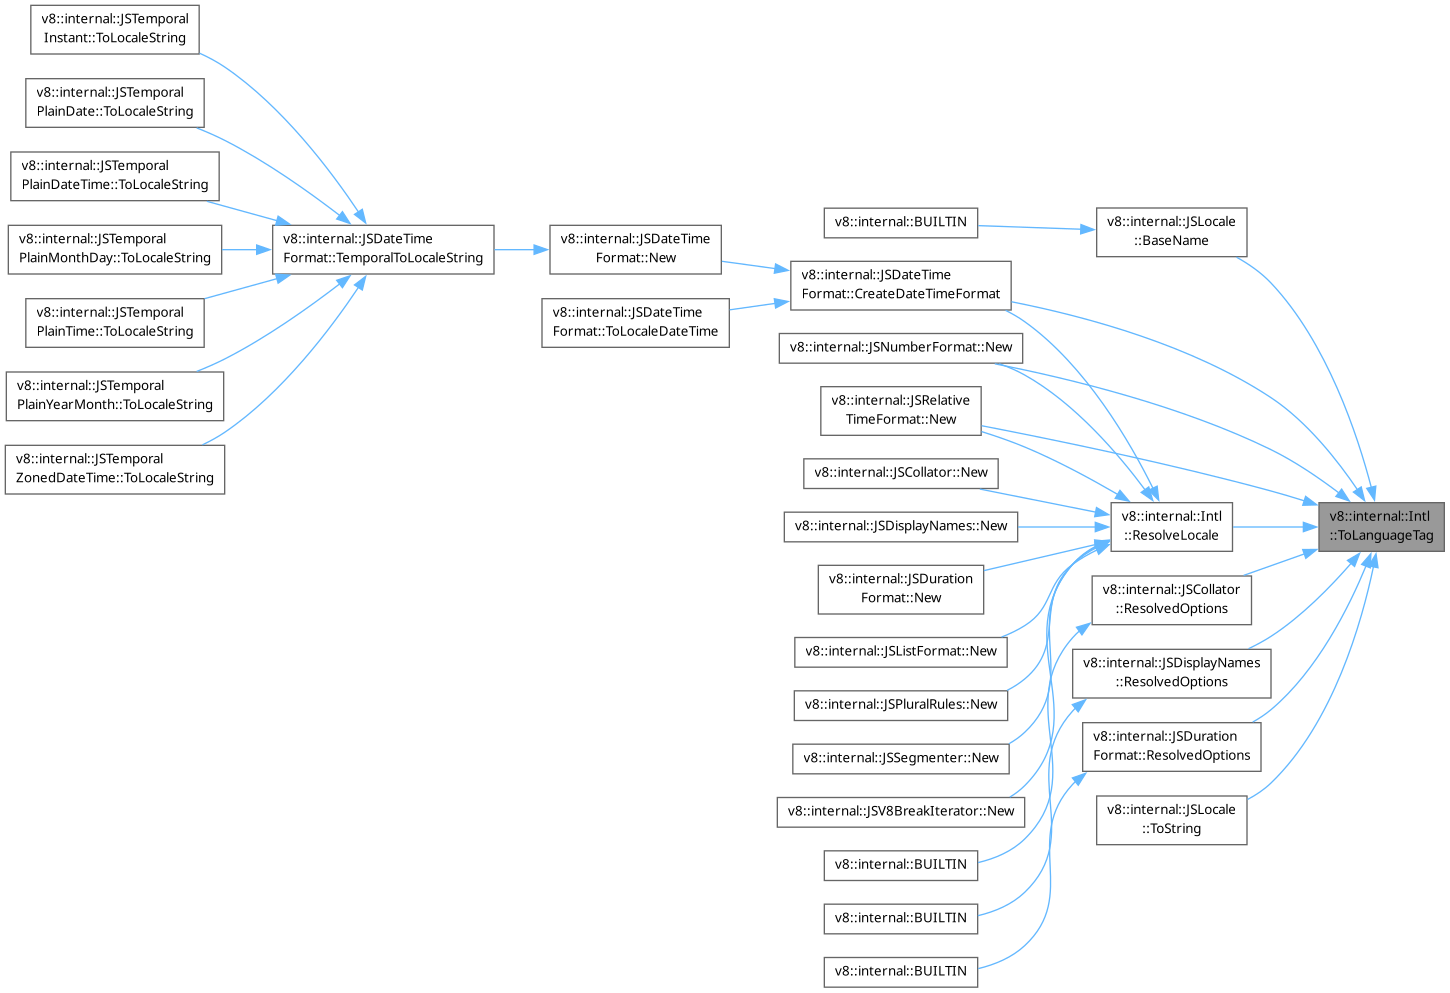 v8::internal::JSTemporal
Instant::ToLocaleString
v8::internal::JSTemporal
PlainDate::ToLocaleString
v8::internal::JSTemporal
PlainDateTime::ToLocaleString
v8::internal::JSTemporal
PlainMonthDay::ToLocaleString
v8::internal::JSTemporal
PlainTime::ToLocaleString
v8::internal::JSTemporal
PlainYearMonth::ToLocaleString
v8::internal::JSTemporal
ZonedDateTime::ToLocaleString
v8::internal::JSDateTime
Format::TemporalToLocaleString
v8::internal::JSDateTime
Format::New
v8::internal::JSDateTime
Format::ToLocaleDateTime
v8::internal::BUILTIN
v8::internal::JSDateTime
Format::CreateDateTimeFormat
v8::internal::JSNumberFormat::New
v8::internal::JSRelative
TimeFormat::New
v8::internal::JSCollator::New
v8::internal::JSDisplayNames::New
v8::internal::JSDuration
Format::New
v8::internal::JSListFormat::New
v8::internal::JSPluralRules::New
v8::internal::JSSegmenter::New
v8::internal::JSV8BreakIterator::New
v8::internal::BUILTIN
v8::internal::BUILTIN
v8::internal::BUILTIN
v8::internal::JSLocale
::BaseName
v8::internal::Intl
::ResolveLocale
v8::internal::JSCollator
::ResolvedOptions
v8::internal::JSDisplayNames
::ResolvedOptions
v8::internal::JSDuration
Format::ResolvedOptions
v8::internal::JSLocale
::ToString
v8::internal::Intl
::ToLanguageTag